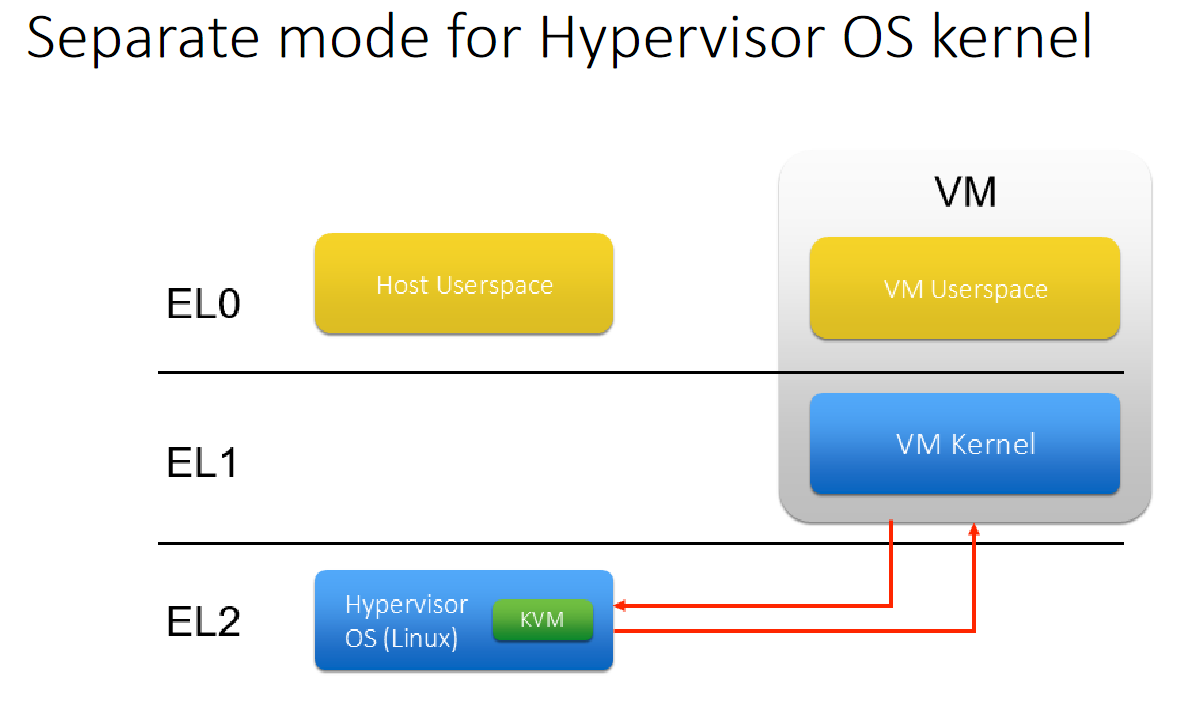 Separate mode for Hypervisor OS kernel
VM
EL0
Host Userspace
VM Userspace
EL1
VM Kernel
EL2
Hypervisor
OS (Linux)
KVM